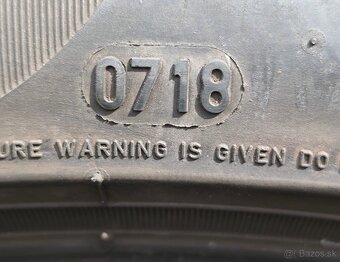 0718
URE WARNING IS GIVEN DO
Bazos.sk